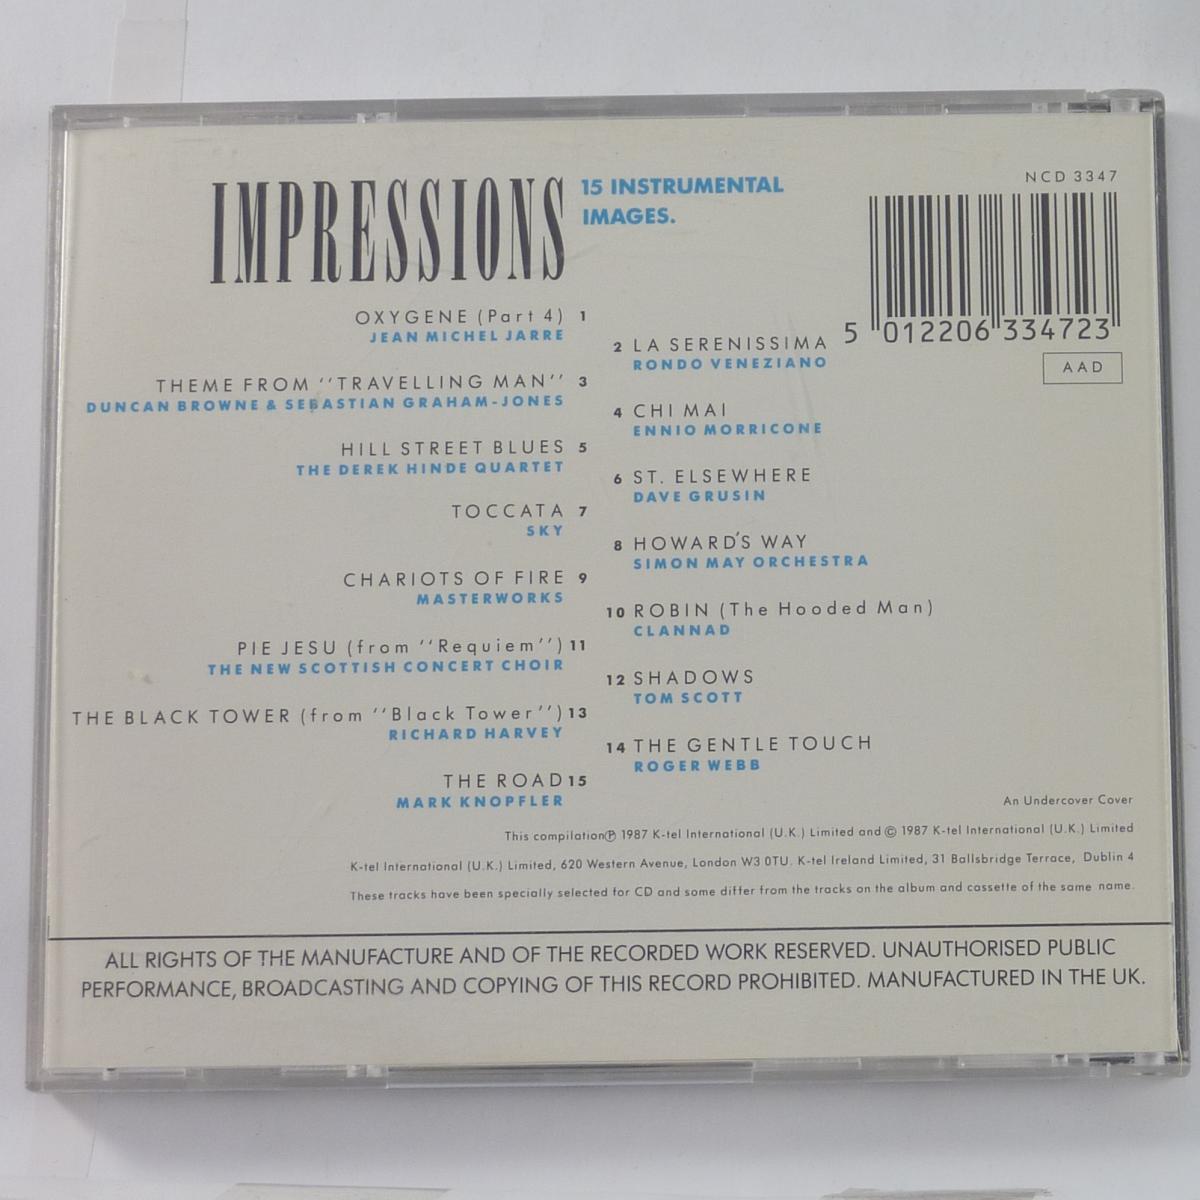 IMPRESSIONS
15 INSTRUMENTAL
IMAGES.
NCD 3347
5 012206 334723
AAD
OXYGENE (Part 4) 1
JEAN MICHEL JARRE
2 LA SERENISSIMA
RONDO VENEZIANO
THEME FROM ''TRAVELLING MAN'' 3
DUNCAN BROWNE & SEBASTIAN GRAHAM-JONES
4 CHI MAI
ENNIO MORRICONE
HILL STREET BLUES 5
THE DEREK HINDE QUARTET
6 ST. ELSEWHERE
DAVE GRUSIN
TOCCATA 7
SKY
8 HOWARD'S WAY
SIMON MAY ORCHESTRA
CHARIOTS OF FIRE 9
MASTERWORKS
10 ROBIN (The Hooded Man)
CLANNAD
PIE JESU (from ''Requiem'') 11
THE NEW SCOTTISH CONCERT CHOIR
12 SHADOWS
TOM SCOTT
THE BLACK TOWER (from ''Black Tower'') 13
RICHARD HARVEY
14 THE GENTLE TOUCH
ROGER WEBB
THE ROAD 15
MARK KNOPFLER
An Undercover Cover
This compilation℗ 1987 K-tel International (U.K.) Limited and © 1987 K-tel International (U.K.) Limited
K-tel International (U.K.) Limited, 620 Western Avenue, London W3 0TU. K-tel Ireland Limited, 31 Ballsbridge Terrace, Dublin 4
These tracks have been specially selected for CD and some differ from the tracks on the album and cassette of the same name.
ALL RIGHTS OF THE MANUFACTURE AND OF THE RECORDED WORK RESERVED. UNAUTHORISED PUBLIC
PERFORMANCE, BROADCASTING AND COPYING OF THIS RECORD PROHIBITED. MANUFACTURED IN THE UK.